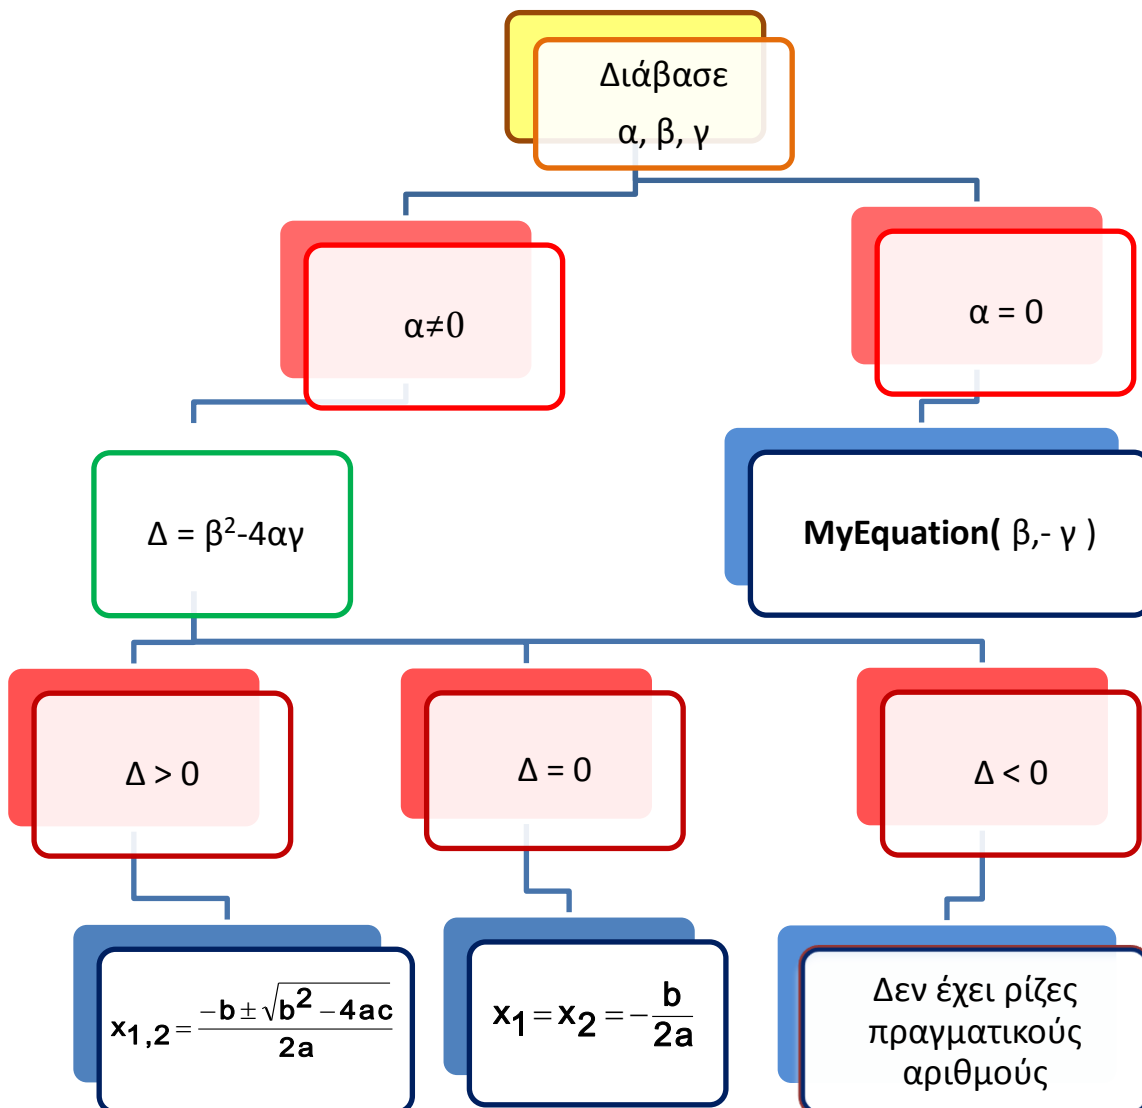 Διάβασε
α, β, γ
α≠0
α = 0
Δ = β²-4αγ
MyEquation( β,- γ )
Δ > 0
Δ = 0
Δ < 0
x₁,₂ = (-b ± √(b² - 4ac)) / 2a
x₁ = x₂ = - b / 2a
Δεν έχει ρίζες
πραγματικούς
αριθμούς